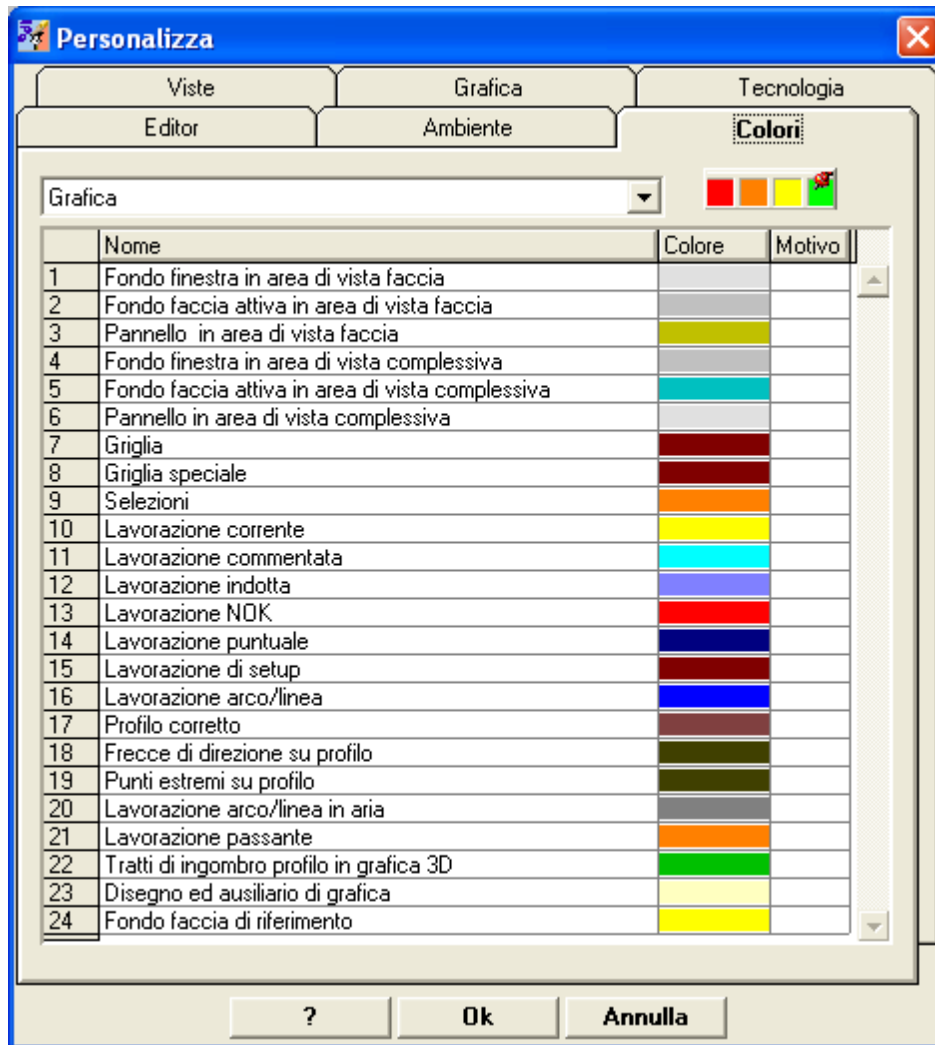 Personalizza
Viste Grafica Tecnologia
Editor Ambiente Colori
Grafica
Nome Colore Motivo
1 Fondo finestra in area di vista faccia
2 Fondo faccia attiva in area di vista faccia
3 Pannello in area di vista faccia
4 Fondo finestra in area di vista complessiva
5 Fondo faccia attiva in area di vista complessiva
6 Pannello in area di vista complessiva
7 Griglia
8 Griglia speciale
9 Selezioni
10 Lavorazione corrente
11 Lavorazione commentata
12 Lavorazione indotta
13 Lavorazione NOK
14 Lavorazione puntuale
15 Lavorazione di setup
16 Lavorazione arco/linea
17 Profilo corretto
18 Frecce di direzione su profilo
19 Punti estremi su profilo
20 Lavorazione arco/linea in aria
21 Lavorazione passante
22 Tratti di ingombro profilo in grafica 3D
23 Disegno ed ausiliario di grafica
24 Fondo faccia di riferimento
? Ok Annulla